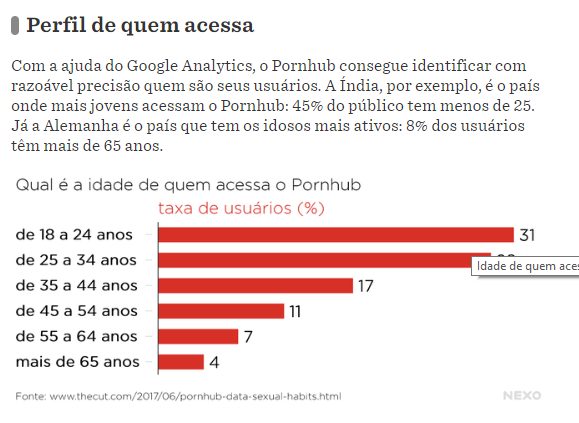 Perfil de quem acessa
Com a ajuda do Google Analytics, o Pornhub consegue identificar com
razoável precisão quem são seus usuários. A Índia, por exemplo, é o país
onde mais jovens acessam o Pornhub: 45% do público tem menos de 25.
Já a Alemanha é o país que tem os idosos mais ativos: 8% dos usuários
têm mais de 65 anos.
Qual é a idade de quem acessa o Pornhub
taxa de usuários (%)
de 18 a 24 anos 31
de 25 a 34 anos
Idade de quem aces
de 35 a 44 anos 17
de 45 a 54 anos 11
de 55 a 64 anos 7
mais de 65 anos 4
Fonte: www.thecut.com/2017/06/pornhub-data-sexual-habits.html
NEXO